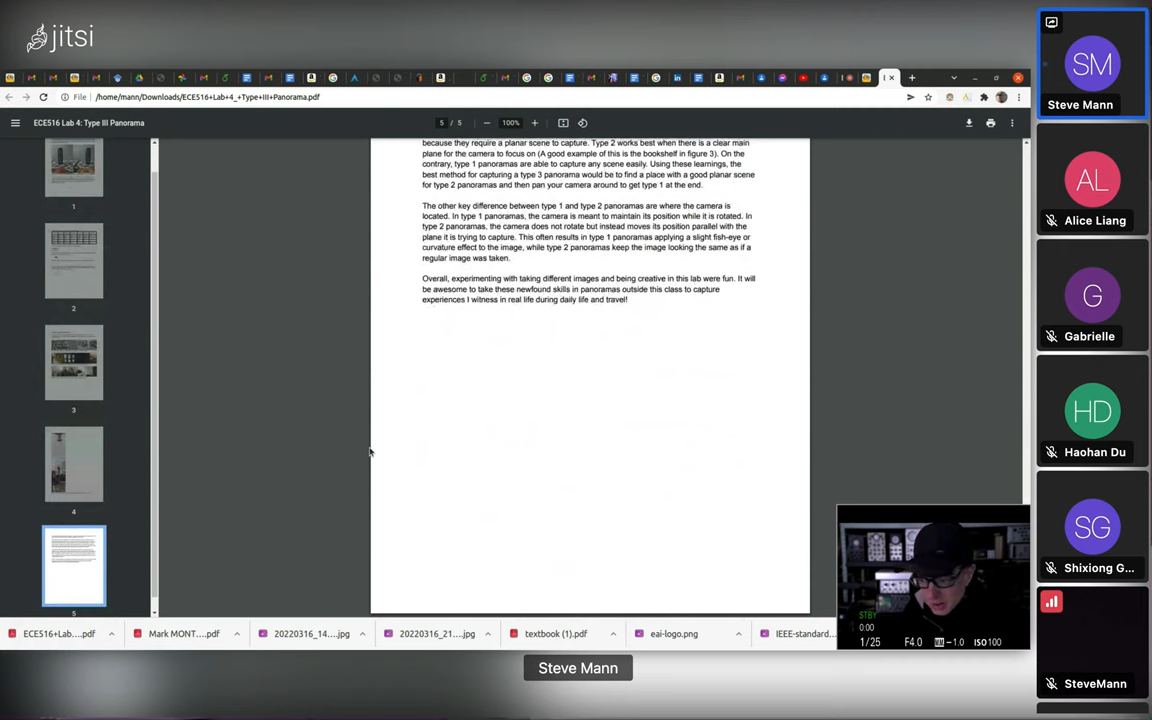 jitsi
File
/home/mann/Downloads/ECE516+Lab+4_+Type+III+Panorama.pdf
ECE516 Lab 4: Type III Panorama
5 / 5
100%
because they require a planar scene to capture. Type 2 works best when there is a clear main
plane for the camera to focus on (A good example of this is the bookshelf in figure 3). On the
contrary, type 1 panoramas are able to capture any scene easily. Using these learnings, the
best method for capturing a type 3 panorama would be to find a place with a good planar scene
for type 2 panoramas and then pan your camera around to get type 1 at the end.
The other key difference between type 1 and type 2 panoramas are where the camera is
located. In type 1 panoramas, the camera is meant to maintain its position while it is rotated. In
type 2 panoramas, the camera does not rotate but instead moves its position parallel with the
plane it is trying to capture. This often results in type 1 panoramas applying a slight fish-eye or
curvature effect to the image, while type 2 panoramas keep the image looking the same as if a
regular image was taken.
Overall, experimenting with taking different images and being creative in this lab were fun. It will
be awesome to take these newfound skills in panoramas outside this class to capture
experiences I witness in real life during daily life and travel!
1
2
3
4
5
STBY
0:00
1/25 F4.0 -1.0 ISO100
ECE516+Lab....pdf
Mark MONT....pdf
20220316_14....jpg
20220316_21....jpg
textbook (1).pdf
eai-logo.png
IEEE-standard...
Steve Mann
SM
Steve Mann
AL
Alice Liang
G
Gabrielle
HD
Haohan Du
SG
Shixiong G...
SteveMann